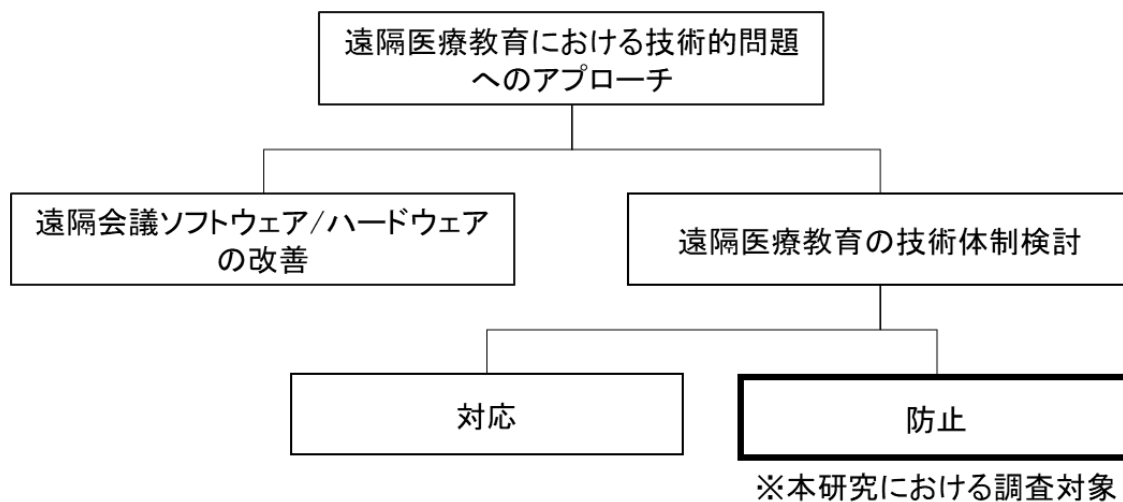 遠隔医療教育における技術的問題
へのアプローチ
遠隔会議ソフトウェア/ハードウェア
の改善
遠隔医療教育の技術体制検討
対応
防止
※本研究における調査対象